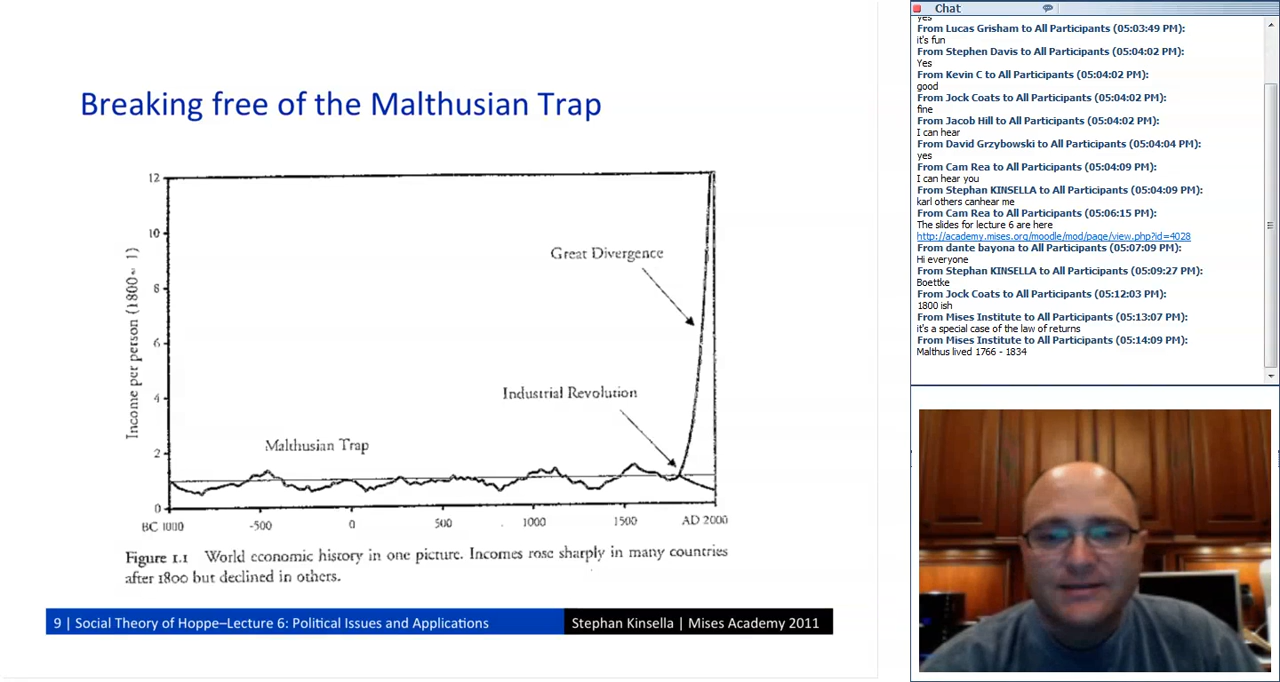 Breaking free of the Malthusian Trap
12
10
8
6
4
2
0
Income per person (1800 = 1)
Great Divergence
Industrial Revolution
Malthusian Trap
BC 1000
-500
0
500
1000
1500
AD 2000
Figure 1.1 World economic history in one picture. Incomes rose sharply in many countries
after 1800 but declined in others.
9 | Social Theory of Hoppe–Lecture 6: Political Issues and Applications
Stephan Kinsella | Mises Academy 2011
Chat
yes
From Lucas Grisham to All Participants (05:03:49 PM):
it's fun
From Stephen Davis to All Participants (05:04:02 PM):
Yes
From Kevin C to All Participants (05:04:02 PM):
good
From Jock Coats to All Participants (05:04:02 PM):
fine
From Jacob Hill to All Participants (05:04:02 PM):
I can hear
From David Grzybowski to All Participants (05:04:04 PM):
yes
From Cam Rea to All Participants (05:04:09 PM):
I can hear you
From Stephan KINSELLA to All Participants (05:04:09 PM):
karl others canhear me
From Cam Rea to All Participants (05:06:15 PM):
The slides for lecture 6 are here
http://academy.mises.org/moodle/mod/page/view.php?id=4028
From dante bayona to All Participants (05:07:09 PM):
Hi everyone
From Stephan KINSELLA to All Participants (05:09:27 PM):
Boettke
From Jock Coats to All Participants (05:12:03 PM):
1800 ish
From Mises Institute to All Participants (05:13:07 PM):
it's a special case of the law of returns
From Mises Institute to All Participants (05:14:09 PM):
Malthus lived 1766 - 1834